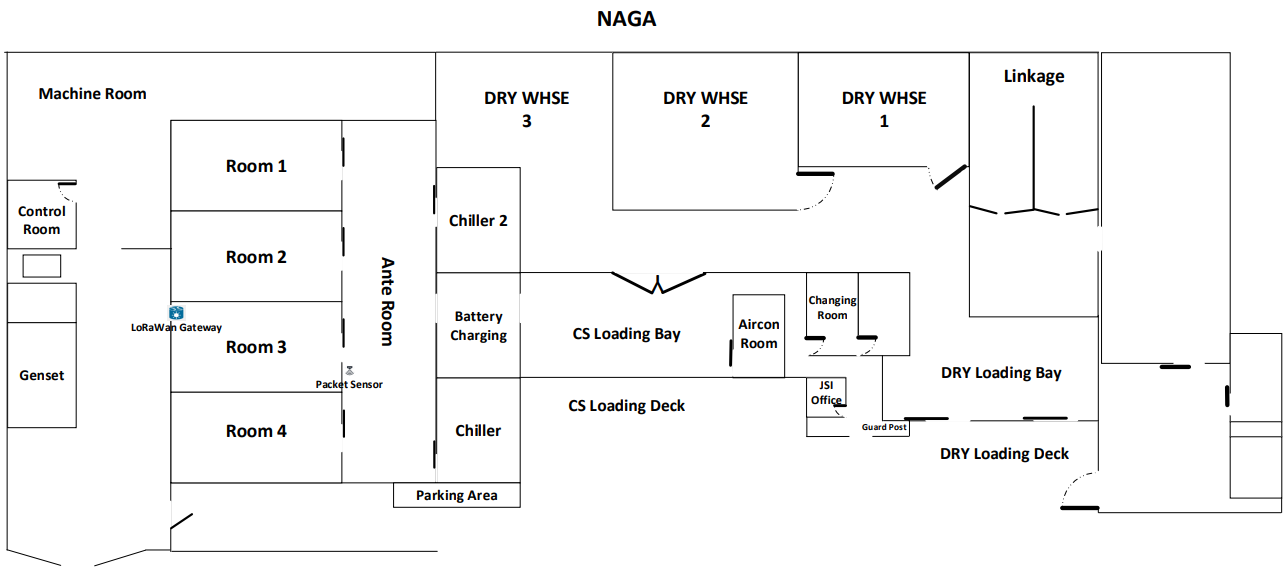 NAGA
Machine Room
DRY WHSE
3
DRY WHSE
2
DRY WHSE
1
Linkage
Room 1
Control
Room
Chiller 2
Room 2
Ante Room
LoRaWan Gateway
Battery
Charging
CS Loading Bay
Aircon
Room
Changing
Room
Room 3
Genset
Packet Sensor
DRY Loading Bay
JSI
Office
CS Loading Deck
Room 4
Chiller
Guard Post
DRY Loading Deck
Parking Area